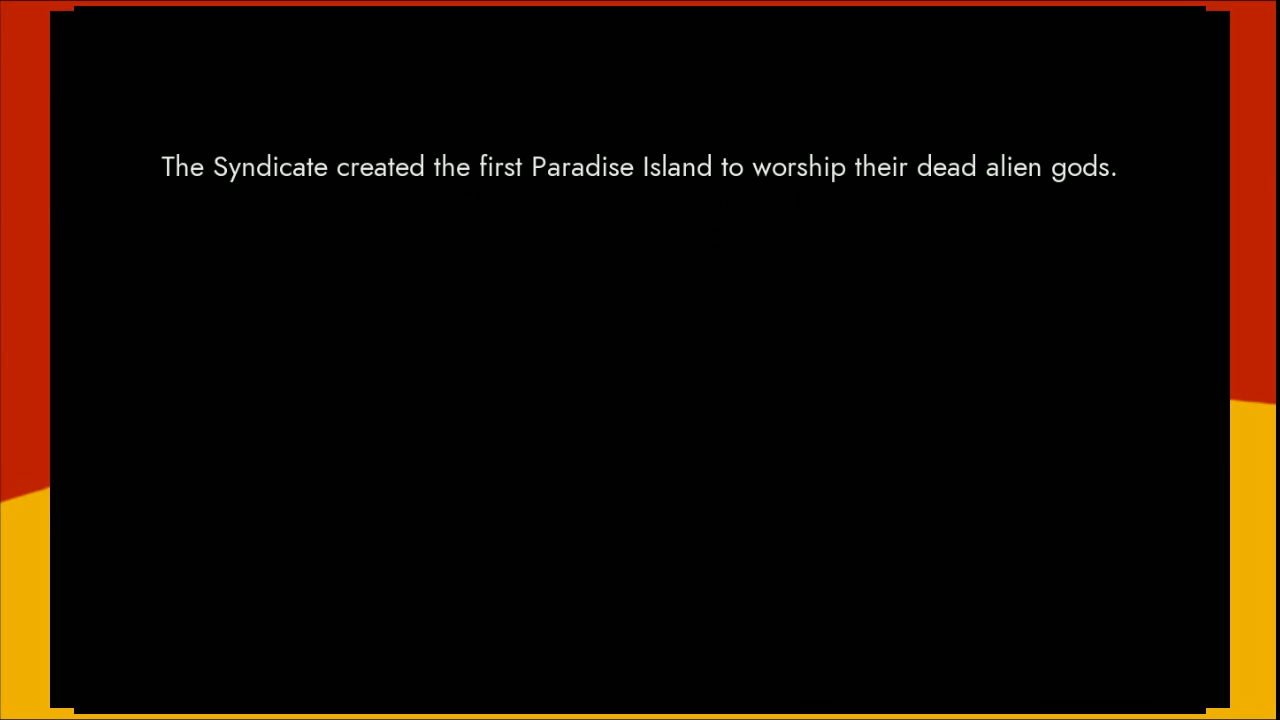 The Syndicate created the first Paradise Island to worship their dead alien gods.